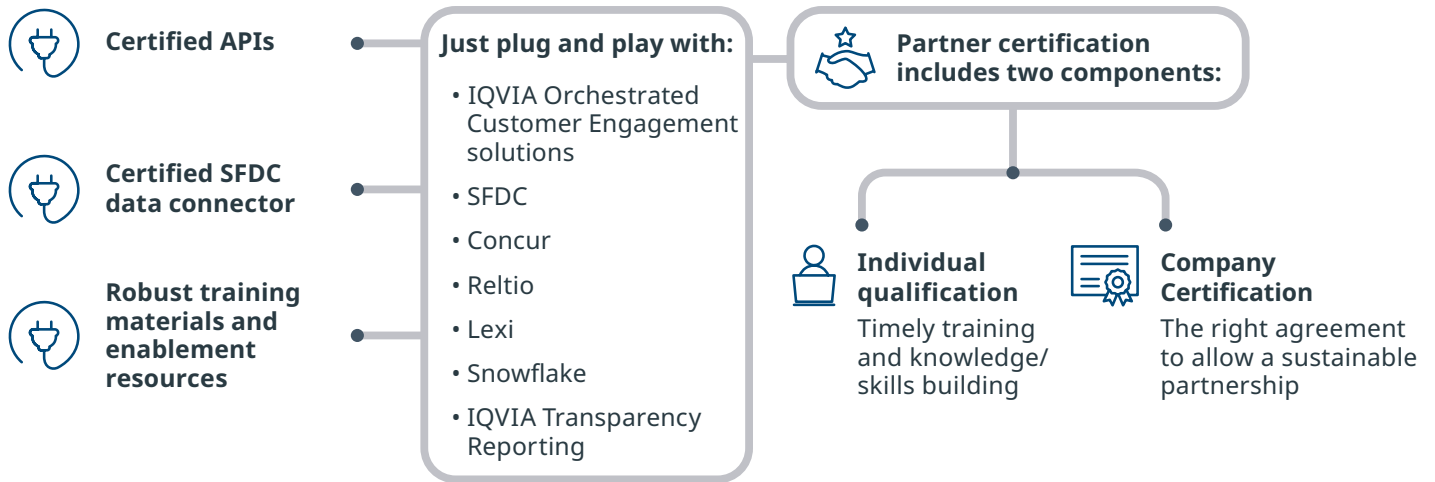 Certified APIs
Certified SFDC
data connector
Robust training
materials and
enablement
resources
Just plug and play with:
• IQVIA Orchestrated
Customer Engagement
solutions
• SFDC
• Concur
• Reltio
• Lexi
• Snowflake
• IQVIA Transparency
Reporting
Partner certification
includes two components:
Individual
qualification
Timely training
and knowledge/
skills building
Company
Certification
The right agreement
to allow a sustainable
partnership